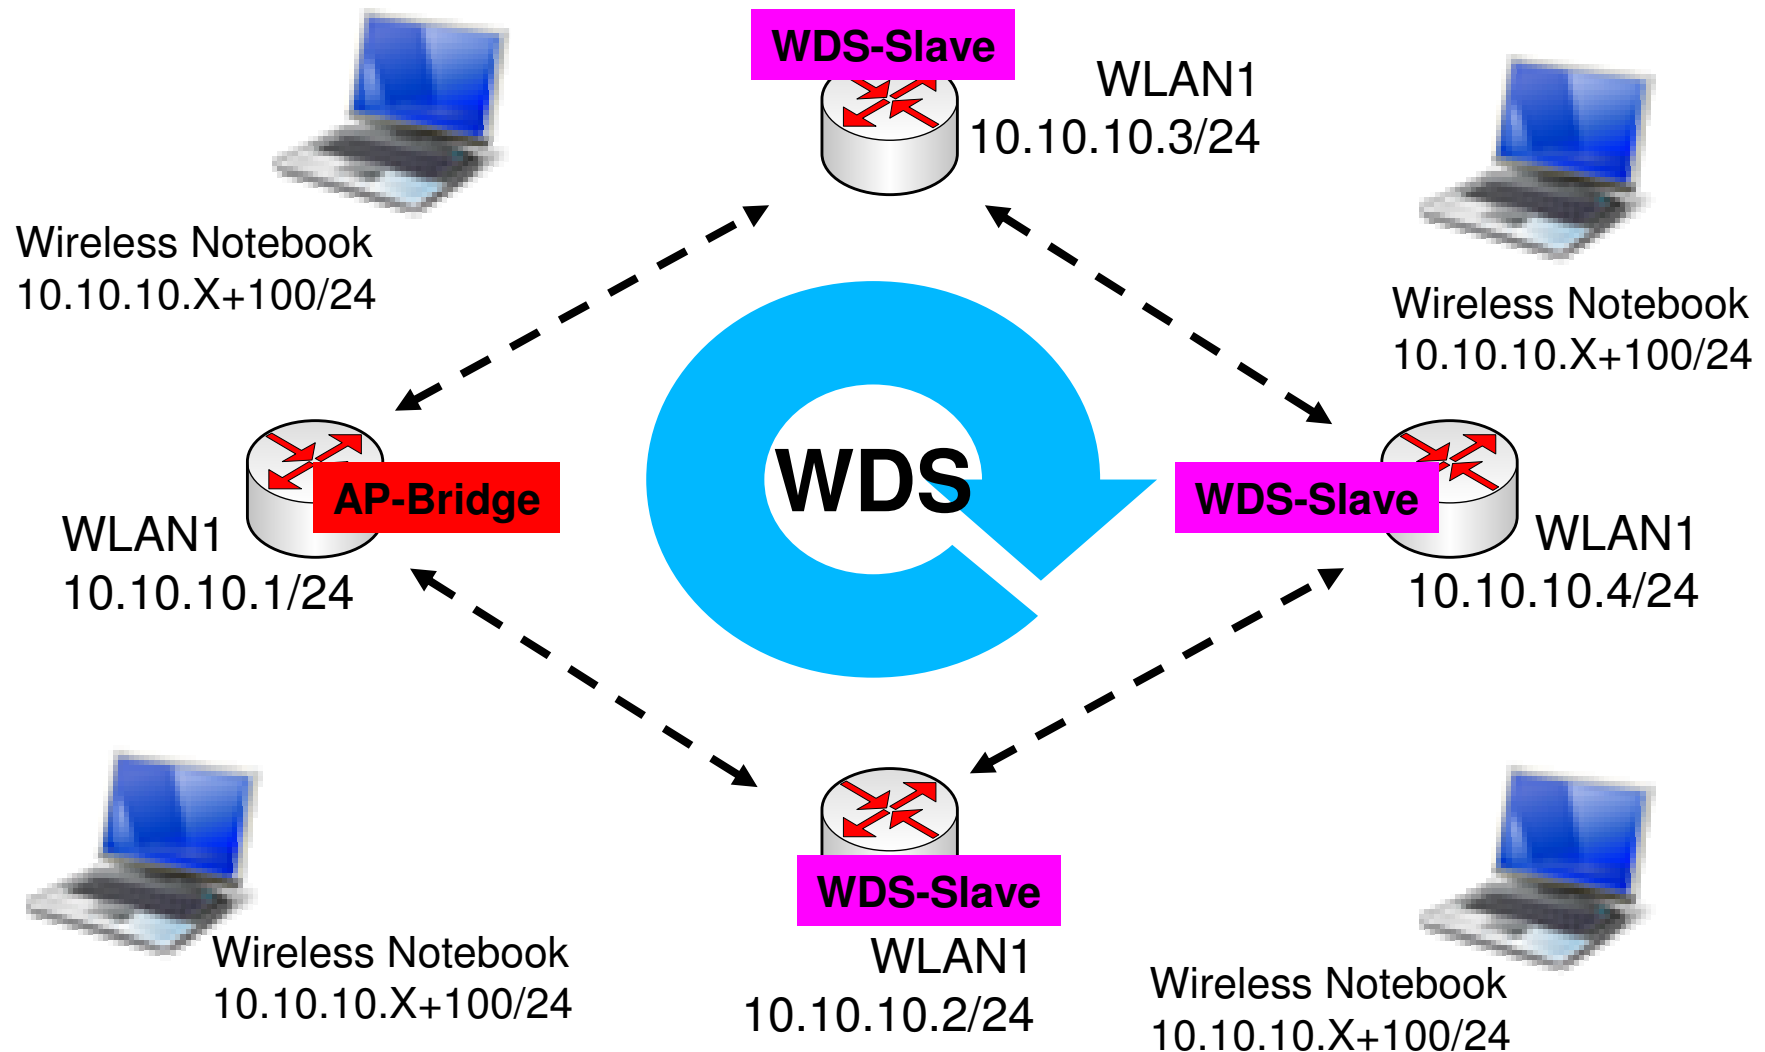 WDS-Slave
WLAN1
10.10.10.3/24
Wireless Notebook
10.10.10.X+100/24
Wireless Notebook
10.10.10.X+100/24
WDS
AP-Bridge
WLAN1
10.10.10.1/24
WDS-Slave
WLAN1
10.10.10.4/24
WDS-Slave
WLAN1
10.10.10.2/24
Wireless Notebook
10.10.10.X+100/24
Wireless Notebook
10.10.10.X+100/24